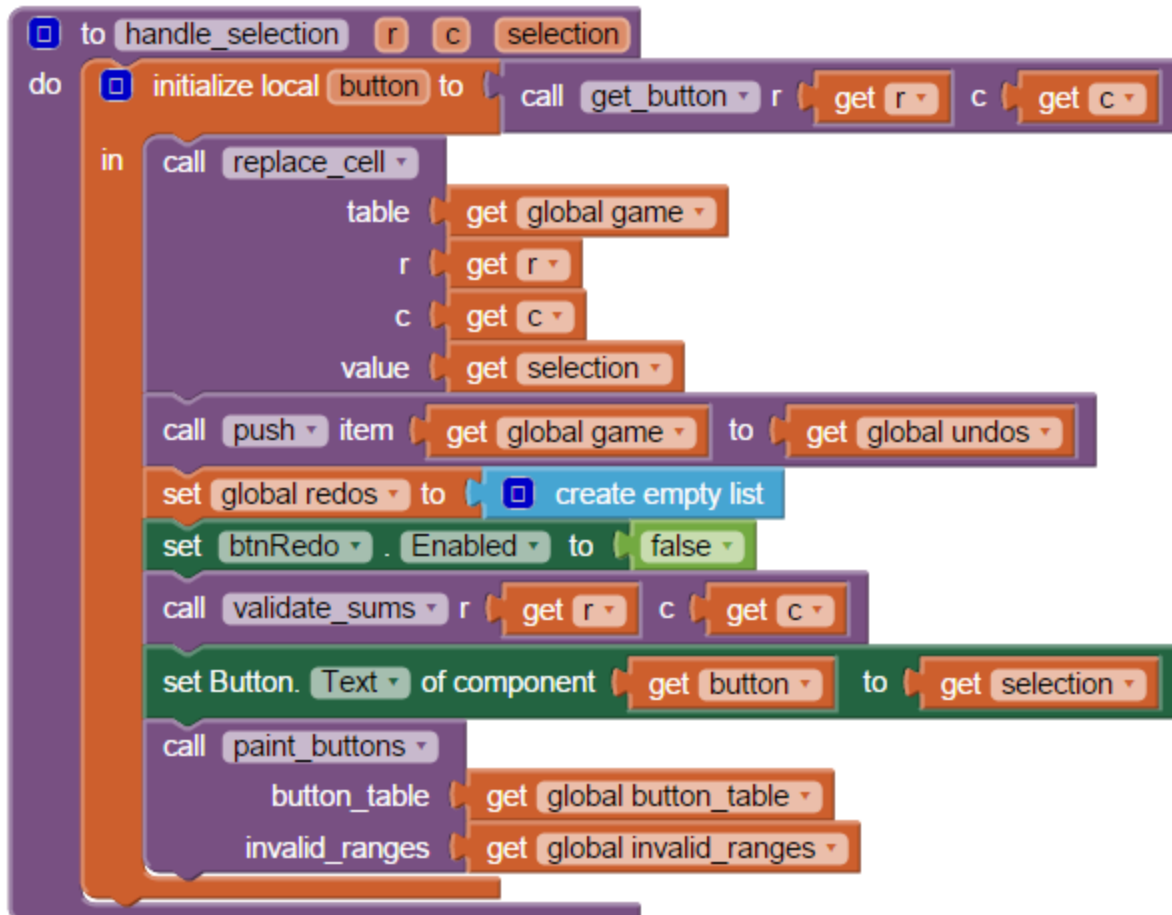 to handle_selection r c selection
do initialize local button to call get_button r get r c get c
in call replace_cell
table get global game
r get r
c get c
value get selection
call push item get global game to get global undos
set global redos to create empty list
set btnRedo . Enabled to false
call validate_sums r get r c get c
set Button. Text of component get button to get selection
call paint_buttons
button_table get global button_table
invalid_ranges get global invalid_ranges